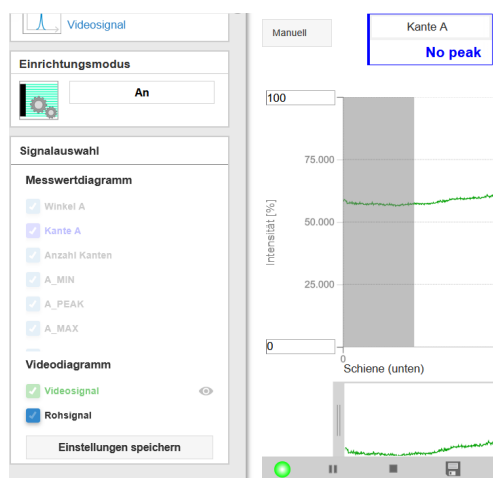 Videosignal
Einrichtungsmodus
An
Signalauswahl
Messwertdiagramm
Winkel A
Kante A
Anzahl Kanten
A_MIN
A_PEAK
A_MAX
Videodiagramm
Videosignal
Rohsignal
Einstellungen speichern
Manuell
Kante A
No peak
100
75.000
50.000
25.000
0
Intensität [%]
0
Schiene (unten)